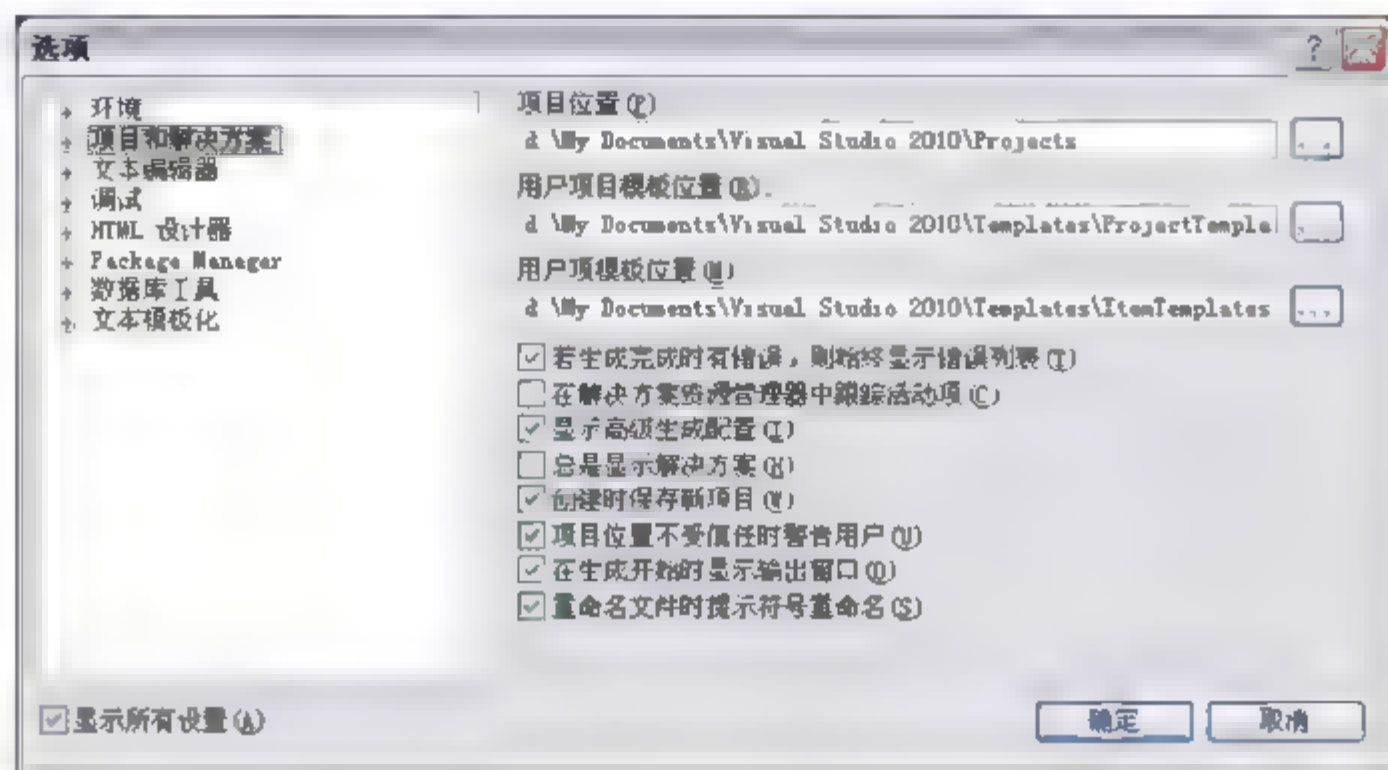 选项
环境
项目和解决方案
文本编辑器
调试
HTML 设计器
Package Manager
数据库工具
文本模板化
项目位置(P)
d \My Documents\Visual Studio 2010\Projects
...
用户项目模板位置(R).
d \My Documents\Visual Studio 2010\Templates\ProjectTempla
...
用户项模板位置(M)
d \My Documents\Visual Studio 2010\Templates\ItemTemplates
...
若生成完成时有错误，则始终显示错误列表(T)
在解决方案资源管理器中跟踪活动项(C)
显示高级生成配置(I)
总是显示解决方案
创建时保存新项目(W)
项目位置不受信任时警告用户(U)
在生成开始时显示输出窗口
重命名文件时提示符号重命名(S)
显示所有设置(A)
确定
取消